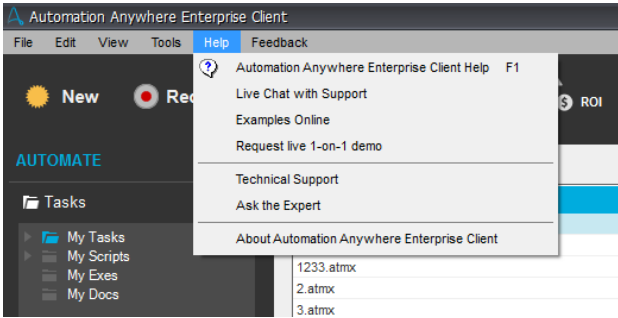 Automation Anywhere Enterprise Client
File Edit View Tools Help Feedback
Automation Anywhere Enterprise Client Help F1
Live Chat with Support
Examples Online
Request live 1-on-1 demo
Technical Support
Ask the Expert
About Automation Anywhere Enterprise Client
New
$ ROI
AUTOMATE
Tasks
My Tasks
My Scripts
My Exes
My Docs
1233.atmx
2.atmx
3.atmx